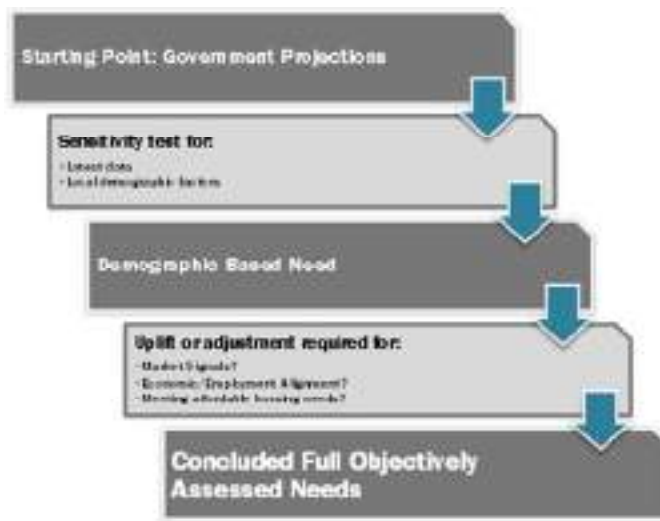 Starting Point: Government Projections
Sensitivity test for:
· Latest data
· Local demographic factors
Demographic Based Need
Uplift or adjustment required for:
· Market Signals?
· Economic/Employment Alignment?
· Meeting affordable housing needs?
Concluded Full Objectively
Assessed Needs